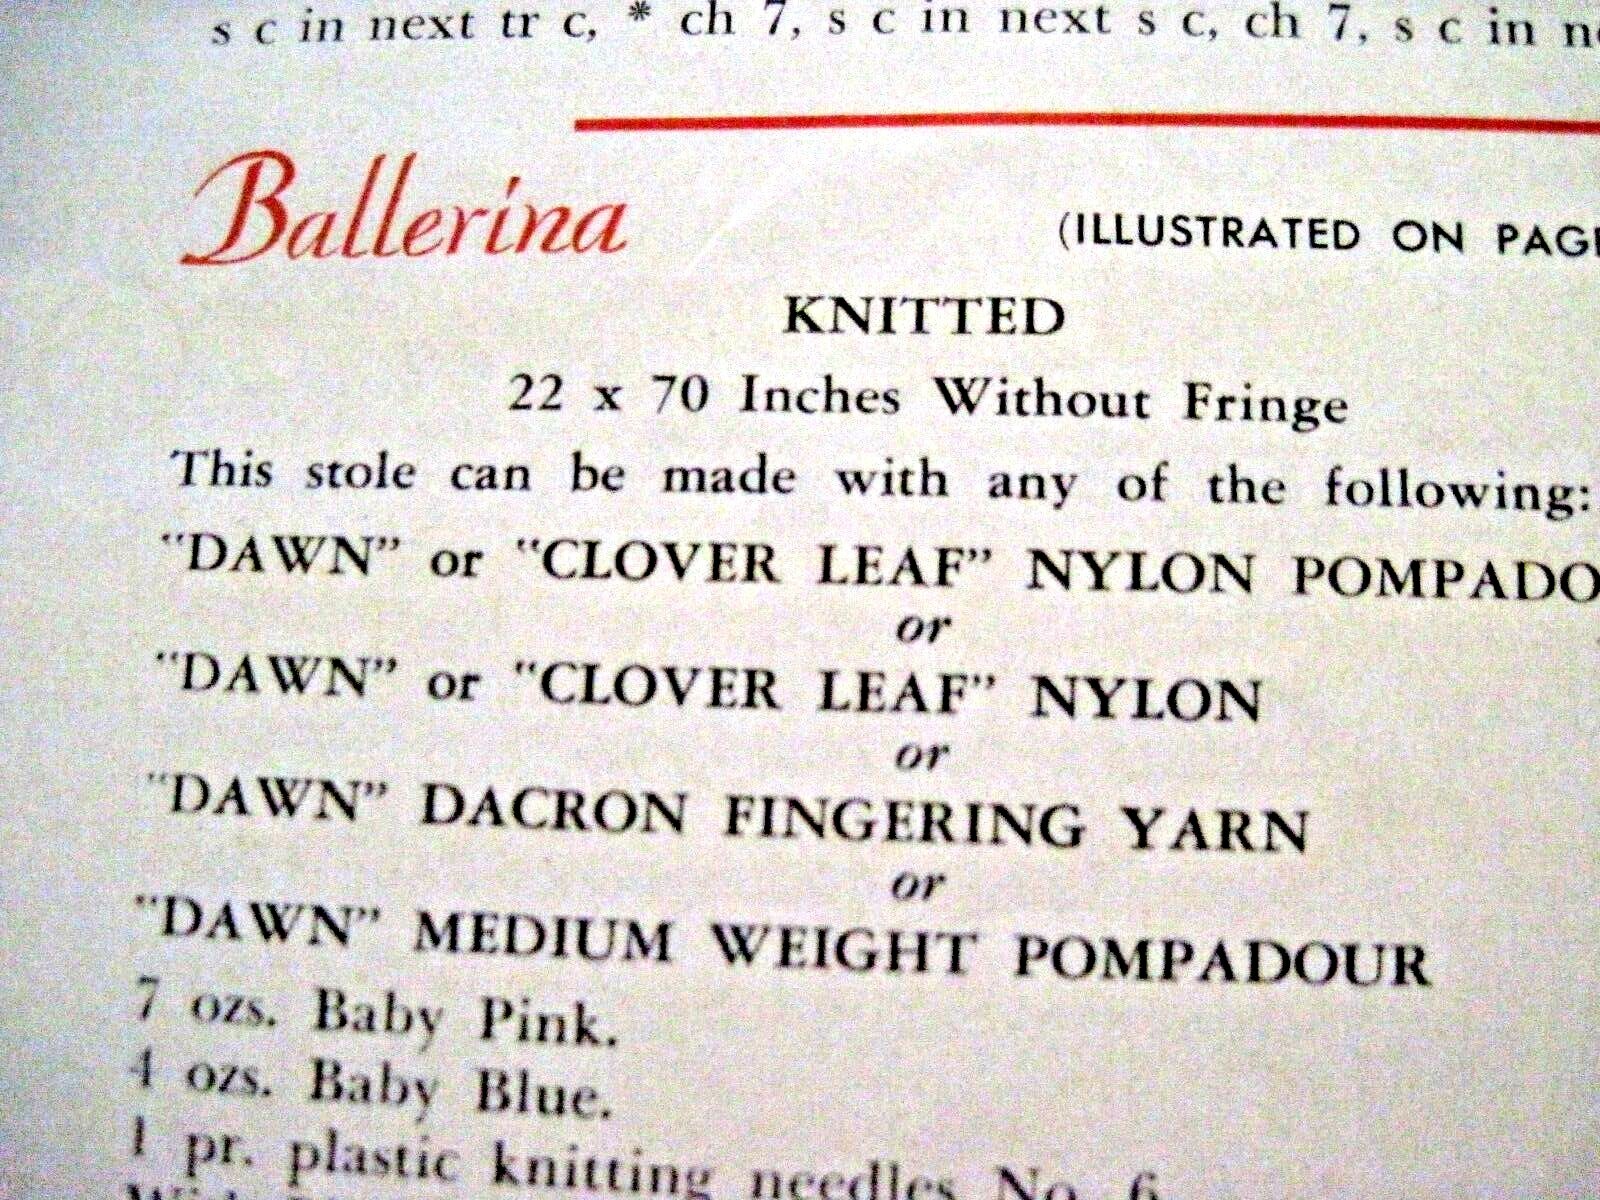 s c in next tr c, * ch 7, s c in next s c, ch 7, s c in
Ballerina
(ILLUSTRATED ON PAGE
KNITTED
22 x 70 Inches Without Fringe
This stole can be made with any of the following:
"DAWN" or "CLOVER LEAF" NYLON POMPADO
or
"DAWN" or "CLOVER LEAF" NYLON
or
"DAWN" DACRON FINGERING YARN
or
"DAWN" MEDIUM WEIGHT POMPADOUR
7 ozs. Baby Pink.
4 ozs. Baby Blue.
1 pr. plastic knitting needles No. 6